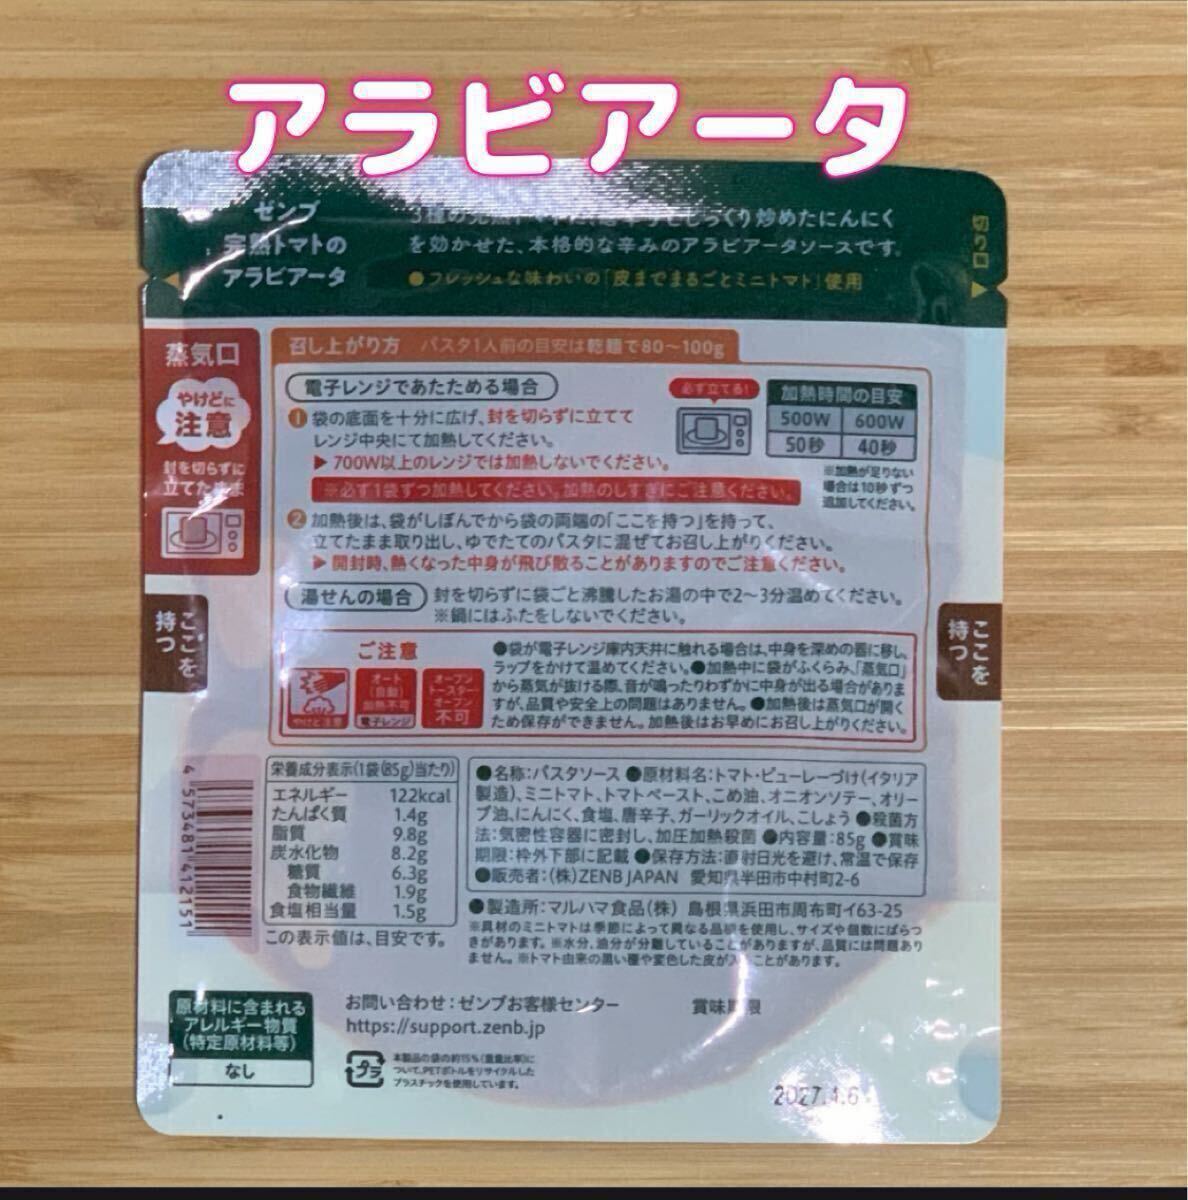 アラビアータ
ゼンブ
完熟トマトの
アラビアータ
じっくり炒めたにんにく
を効かせた、本格的な辛みのアラビアータソースです。
●フレッシュな味わいの「皮までまるごとミニトマト」使用
切り口
蒸気口
やけどに
注意
封を切らずに
立てたまま
召し上がり方 パスタ1人前の目安は乾麺で80〜100g
電子レンジであたためる場合
1 袋の底面を十分に広げ、封を切らずに立てて
レンジ中央にて加熱してください。
▶700W以上のレンジでは加熱しないでください。
※必ず1袋ずつ加熱してください。加熱のしすぎにご注意ください。
必ず立てる!
加熱時間の目安
500W 600W
50秒 40秒
※加熱が足りない
場合は10秒ずつ
追加してください。
2 加熱後は、袋がしぼんでから袋の両端の「ここを持つ」を持って、
立てたまま取り出し、ゆでたてのパスタに混ぜてお召し上がりください。
▶開封時、熱くなった中身が飛び散ることがありますのでご注意ください。
湯せんの場合 封を切らずに袋ごと沸騰したお湯の中で2〜3分温めてください。
※鍋にはふたをしないでください。
ここを
持つ
ここを
持つ
ご注意
やけど注意
オート
(自動)
加熱不可
電子レンジ
オーブン
トースター・
オーブン
不可
●袋が電子レンジ庫内天井に触れる場合は、中身を深めの器に移し、
ラップをかけて温めてください。●加熱中に袋がふくらみ、「蒸気口」
から蒸気が抜ける際、音が鳴ったりわずかに中身が出る場合がありま
すが、品質や安全上の問題はありません。●加熱後は蒸気口が開く
ため保存ができません。加熱後はお早めにお召し上がりください。
4 573481 412151
栄養成分表示(1袋(85g)当たり)
エネルギー 122kcal
たんぱく質 1.4g
脂質 9.8g
炭水化物 8.2g
糖質 6.3g
食物繊維 1.9g
食塩相当量 1.5g
この表示値は、目安です。
●名称:パスタソース ●原材料名:トマト・ピューレーづけ(イタリア
製造)、ミニトマト、トマトペースト、こめ油、オニオンソテー、オリー
ブ油、にんにく、食塩、唐辛子、ガーリックオイル、こしょう ●殺菌方
法:気密性容器に密封し、加圧加熱殺菌 ●内容量:85g ●賞味
期限:枠外下部に記載 ●保存方法:直射日光を避け、常温で保存
●販売者:(株)ZENB JAPAN 愛知県半田市中村町2-6
●製造所:マルハマ食品(株) 島根県浜田市周布町イ63-25
※具材のミニトマトは季節によって異なる品種を使用し、サイズや個数にばらつ
きがあります。※水分、油分が分離していることがありますが、品質には問題あり
ません。※トマト由来の黒い種や変色した皮が入ることがあります。
原材料に含まれる
アレルギー物質
(特定原材料等)
なし
お問い合わせ:ゼンブお客様センター
https://support.zenb.jp
賞味期限
プラ
本製品の袋の約15%(重量比率)に
ついて、PETボトルをリサイクルした
プラスチックを使用しています。
2027.4.6